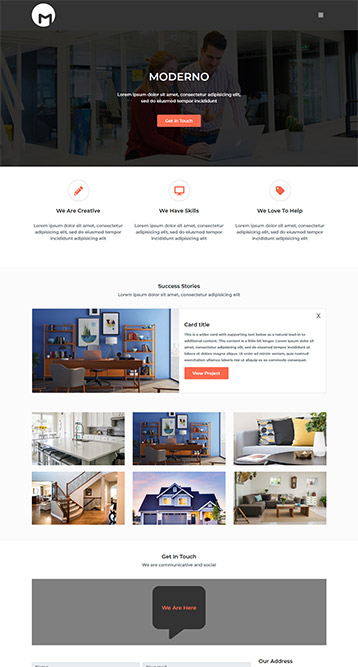 M
MODERNO
Lorem ipsum dolor sit amet, consectetur adipisicing elit,
sed do eiusmod tempor incididunt
Get In Touch
We Are Creative
Lorem ipsum dolor sit amet, consectetur
adipisicing elit, sed do eiusmod tempor
incididunt adipisicing elit
We Have Skills
Lorem ipsum dolor sit amet, consectetur
adipisicing elit, sed do eiusmod tempor
incididunt adipisicing elit
We Love To Help
Lorem ipsum dolor sit amet, consectetur
adipisicing elit, sed do eiusmod tempor
incididunt adipisicing elit
Success Stories
Lorem ipsum dolor sit amet, consectetur adipisicing elit
X
Card title
This is a wider card with supporting text below as a natural lead-in to
additional content. This content is a little bit longer. Lorem ipsum dolor sit
amet, consectetur adipisicing elit, sed do eiusmod tempor incididunt ut labore
et dolore magna aliqua. Ut enim ad minim veniam, quis nostrud
exercitation ullamco laboris nisi ut aliquip ex ea commodo consequat.
View Project
Get In Touch
We are communicative and social
We Are Here
Our Address